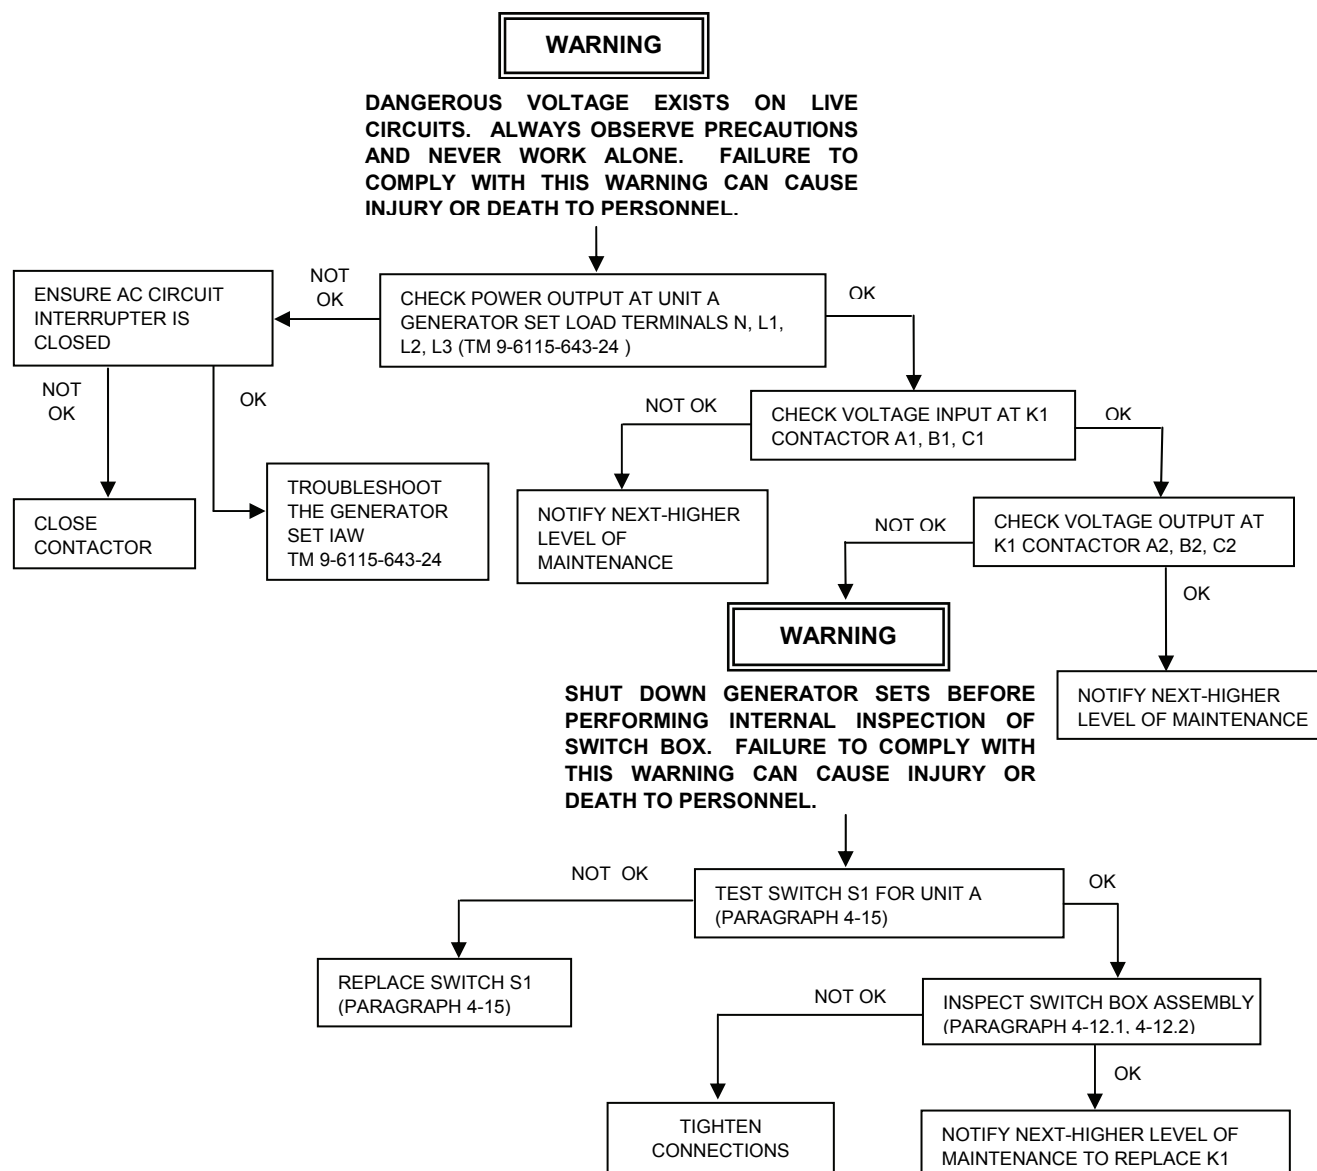 WARNING
DANGEROUS VOLTAGE EXISTS ON LIVE
CIRCUITS. ALWAYS OBSERVE PRECAUTIONS
AND NEVER WORK ALONE. FAILURE TO
COMPLY WITH THIS WARNING CAN CAUSE
INJURY OR DEATH TO PERSONNEL.
NOT
OK
OK
ENSURE AC CIRCUIT
INTERRUPTER IS
CLOSED
CHECK POWER OUTPUT AT UNIT A
GENERATOR SET LOAD TERMINALS N, L1,
L2, L3 (TM 9-6115-643-24 )
NOT
OK
OK
NOT OK
CHECK VOLTAGE INPUT AT K1
CONTACTOR A1, B1, C1
OK
CLOSE
CONTACTOR
TROUBLESHOOT
THE GENERATOR
SET IAW
TM 9-6115-643-24
NOTIFY NEXT-HIGHER
LEVEL OF
MAINTENANCE
NOT OK
CHECK VOLTAGE OUTPUT AT
K1 CONTACTOR A2, B2, C2
OK
WARNING
NOTIFY NEXT-HIGHER
LEVEL OF MAINTENANCE
SHUT DOWN GENERATOR SETS BEFORE
PERFORMING INTERNAL INSPECTION OF
SWITCH BOX. FAILURE TO COMPLY WITH
THIS WARNING CAN CAUSE INJURY OR
DEATH TO PERSONNEL.
NOT OK
TEST SWITCH S1 FOR UNIT A
(PARAGRAPH 4-15)
OK
REPLACE SWITCH S1
(PARAGRAPH 4-15)
NOT OK
INSPECT SWITCH BOX ASSEMBLY
(PARAGRAPH 4-12.1, 4-12.2)
OK
TIGHTEN
CONNECTIONS
NOTIFY NEXT-HIGHER LEVEL OF
MAINTENANCE TO REPLACE K1